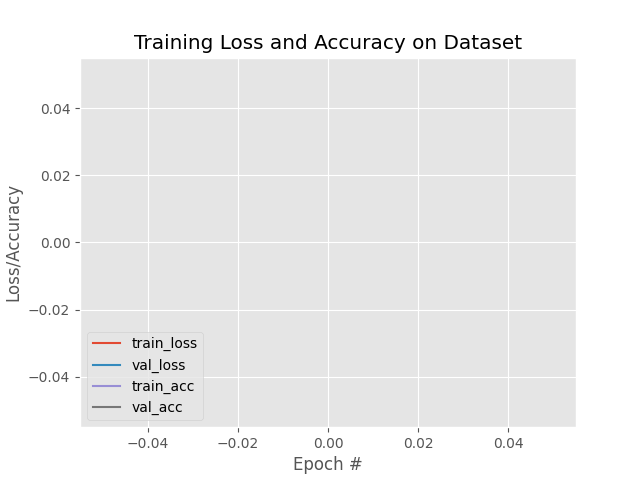 Training Loss and Accuracy on Dataset
Loss/Accuracy
0.04
0.02
0.00
−0.02
−0.04
train_loss
val_loss
train_acc
val_acc
−0.04 −0.02 0.00 0.02 0.04
Epoch #